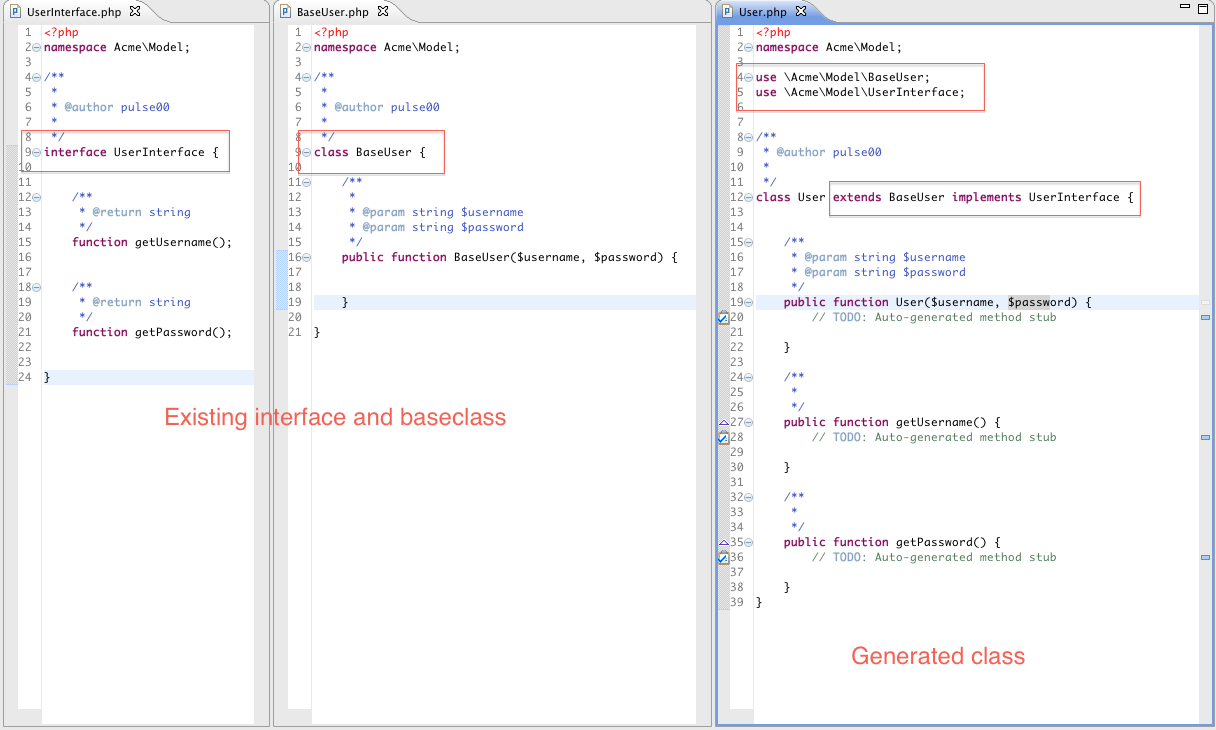 UserInterface.php
1 <?php
2 namespace Acme\Model;
3
4 /**
5 *
6 * @author pulse00
7 *
8 */
9 interface UserInterface {
10
11
12 /**
13 * @return string
14 */
15 function getUsername();
16
17
18 /**
19 * @return string
20 */
21 function getPassword();
22
23
24 }
BaseUser.php
1 <?php
2 namespace Acme\Model;
3
4 /**
5 *
6 * @author pulse00
7 *
8 */
9 class BaseUser {
10
11 /**
12 *
13 * @param string $username
14 * @param string $password
15 */
16 public function BaseUser($username, $password) {
17
18
19 }
20
21 }
Existing interface and baseclass
User.php
1 <?php
2 namespace Acme\Model;
3
4 use \Acme\Model\BaseUser;
5 use \Acme\Model\UserInterface;
6
7
8 /**
9 * @author pulse00
10 *
11 */
12 class User extends BaseUser implements UserInterface {
13
14
15 /**
16 * @param string $username
17 * @param string $password
18 */
19 public function User($username, $password) {
20 // TODO: Auto-generated method stub
21
22 }
23
24 /**
25 *
26 */
27 public function getUsername() {
28 // TODO: Auto-generated method stub
29
30 }
31
32 /**
33 *
34 */
35 public function getPassword() {
36 // TODO: Auto-generated method stub
37
38 }
39 }
Generated class